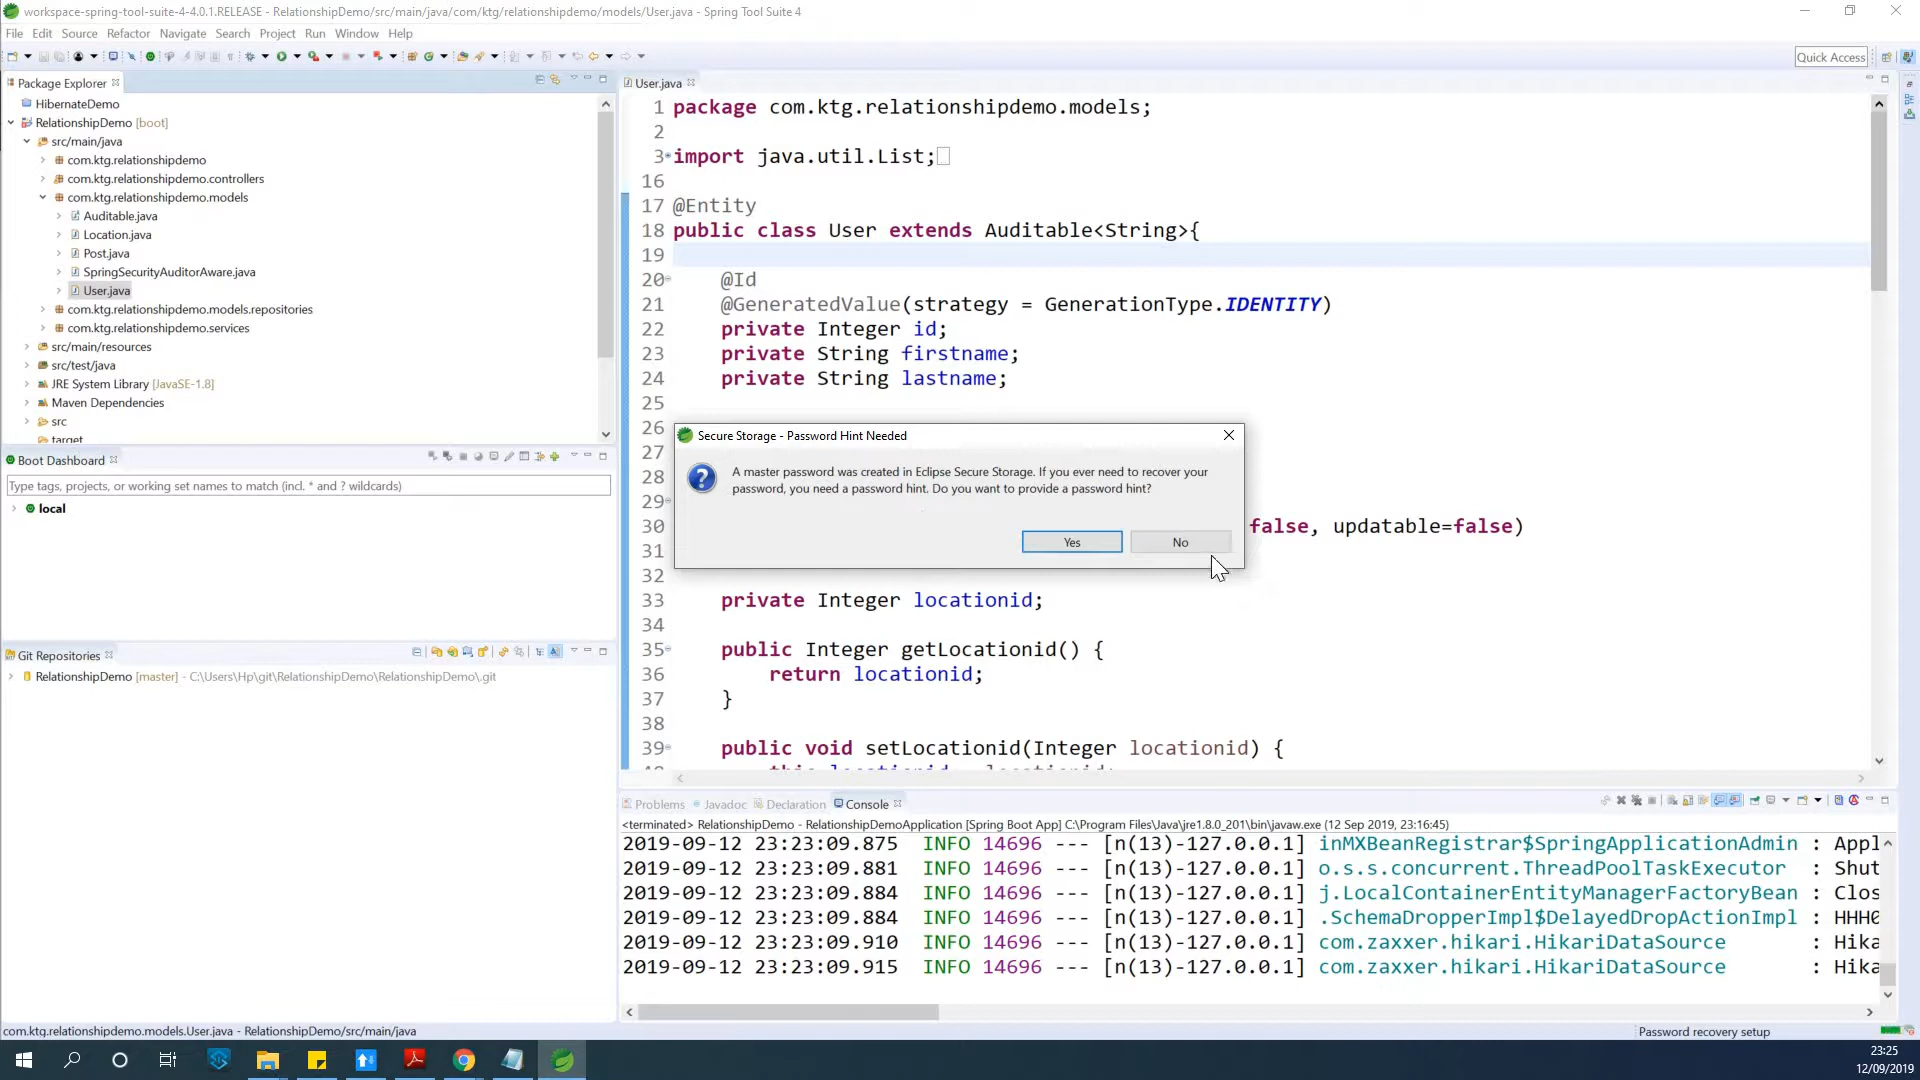 workspace-spring-tool-suite-4-4.0.1.RELEASE - RelationshipDemo/src/main/java/com/ktg/relationshipdemo/models/User.java - Spring Tool Suite 4
File Edit Source Refactor Navigate Search Project Run Window Help
Quick Access
Package Explorer
HibernateDemo
RelationshipDemo [boot]
src/main/java
com.ktg.relationshipdemo
com.ktg.relationshipdemo.controllers
com.ktg.relationshipdemo.models
Auditable.java
Location.java
Post.java
SpringSecurityAuditorAware.java
User.java
com.ktg.relationshipdemo.models.repositories
com.ktg.relationshipdemo.services
src/main/resources
src/test/java
JRE System Library [JavaSE-1.8]
Maven Dependencies
src
target
Boot Dashboard
Type tags, projects, or working set names to match (incl. * and ? wildcards)
local
Git Repositories
RelationshipDemo [master] - C:\Users\Hp\git\RelationshipDemo\RelationshipDemo\.git
User.java
1 package com.ktg.relationshipdemo.models;
2
3 import java.util.List;
16
17 @Entity
18 public class User extends Auditable<String>{
19
20 @Id
21 @GeneratedValue(strategy = GenerationType.IDENTITY)
22 private Integer id;
23 private String firstname;
24 private String lastname;
25
26
27
28
29
30 false, updatable=false)
31
32
33 private Integer locationid;
34
35 public Integer getLocationid() {
36 return locationid;
37 }
38
39 public void setLocationid(Integer locationid) {
Secure Storage - Password Hint Needed
A master password was created in Eclipse Secure Storage. If you ever need to recover your
password, you need a password hint. Do you want to provide a password hint?
Yes No
Problems Javadoc Declaration Console
<terminated> RelationshipDemo - RelationshipDemoApplication [Spring Boot App] C:\Program Files\Java\jre1.8.0_201\bin\javaw.exe (12 Sep 2019, 23:16:45)
2019-09-12 23:23:09.875 INFO 14696 --- [n(13)-127.0.0.1] inMXBeanRegistrar$SpringApplicationAdmin : Appl
2019-09-12 23:23:09.881 INFO 14696 --- [n(13)-127.0.0.1] o.s.s.concurrent.ThreadPoolTaskExecutor : Shut
2019-09-12 23:23:09.884 INFO 14696 --- [n(13)-127.0.0.1] j.LocalContainerEntityManagerFactoryBean : Clos
2019-09-12 23:23:09.884 INFO 14696 --- [n(13)-127.0.0.1] .SchemaDropperImpl$DelayedDropActionImpl : HHH0
2019-09-12 23:23:09.910 INFO 14696 --- [n(13)-127.0.0.1] com.zaxxer.hikari.HikariDataSource : Hika
2019-09-12 23:23:09.915 INFO 14696 --- [n(13)-127.0.0.1] com.zaxxer.hikari.HikariDataSource : Hika
com.ktg.relationshipdemo.models.User.java - RelationshipDemo/src/main/java
Password recovery setup
23:25
12/09/2019